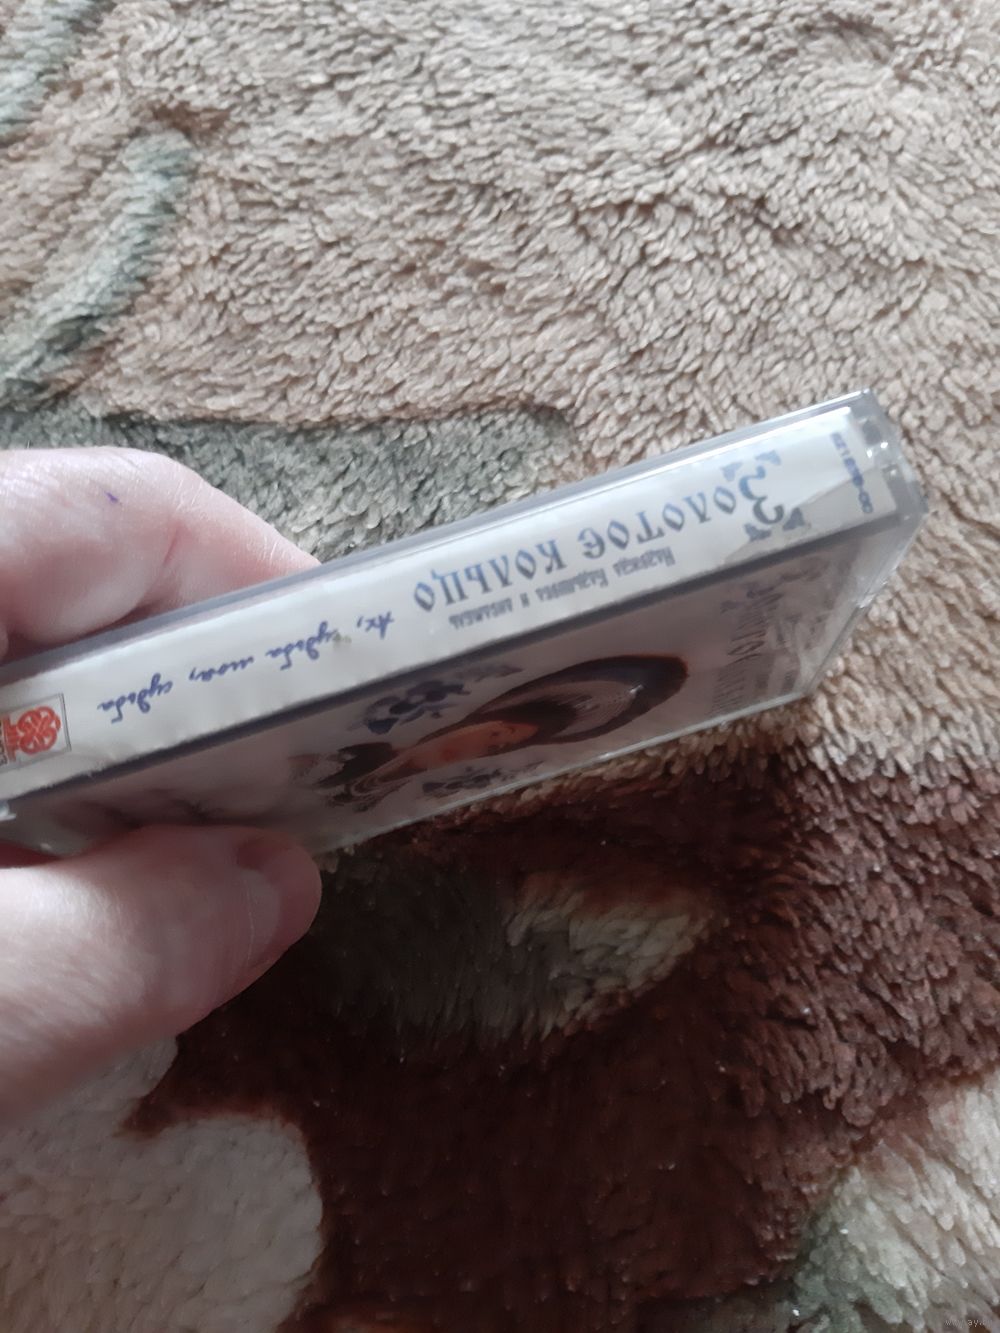 Надежда Кадышева и ансамбль
ЗОЛОТОЕ КОЛЬЦО
Ах, судьба моя, судьба